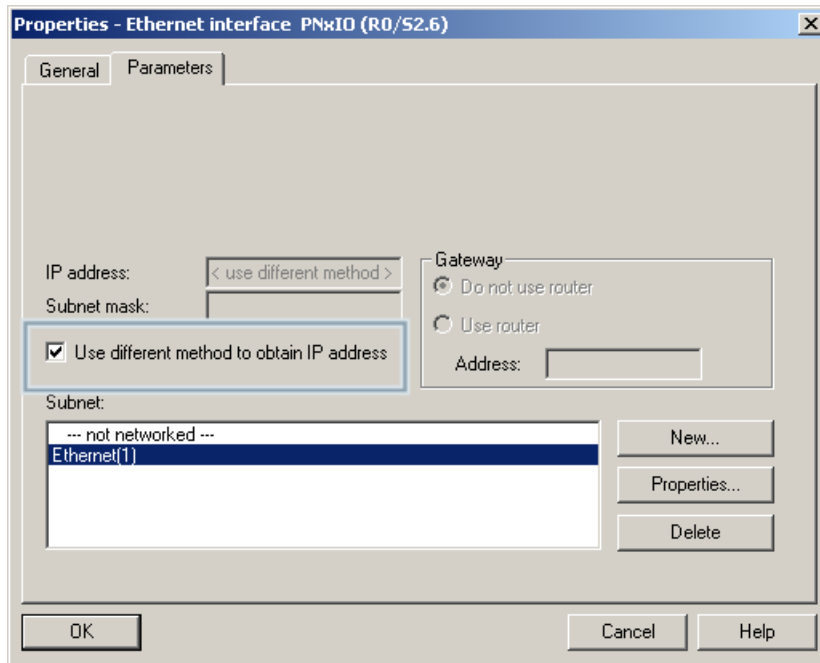 Properties - Ethernet interface PNxIO (R0/S2.6)
General
Parameters
IP address:
< use different method >
Subnet mask:
Use different method to obtain IP address
Gateway
Do not use router
Use router
Address:
Subnet:
--- not networked ---
Ethernet(1)
New...
Properties...
Delete
OK
Cancel
Help